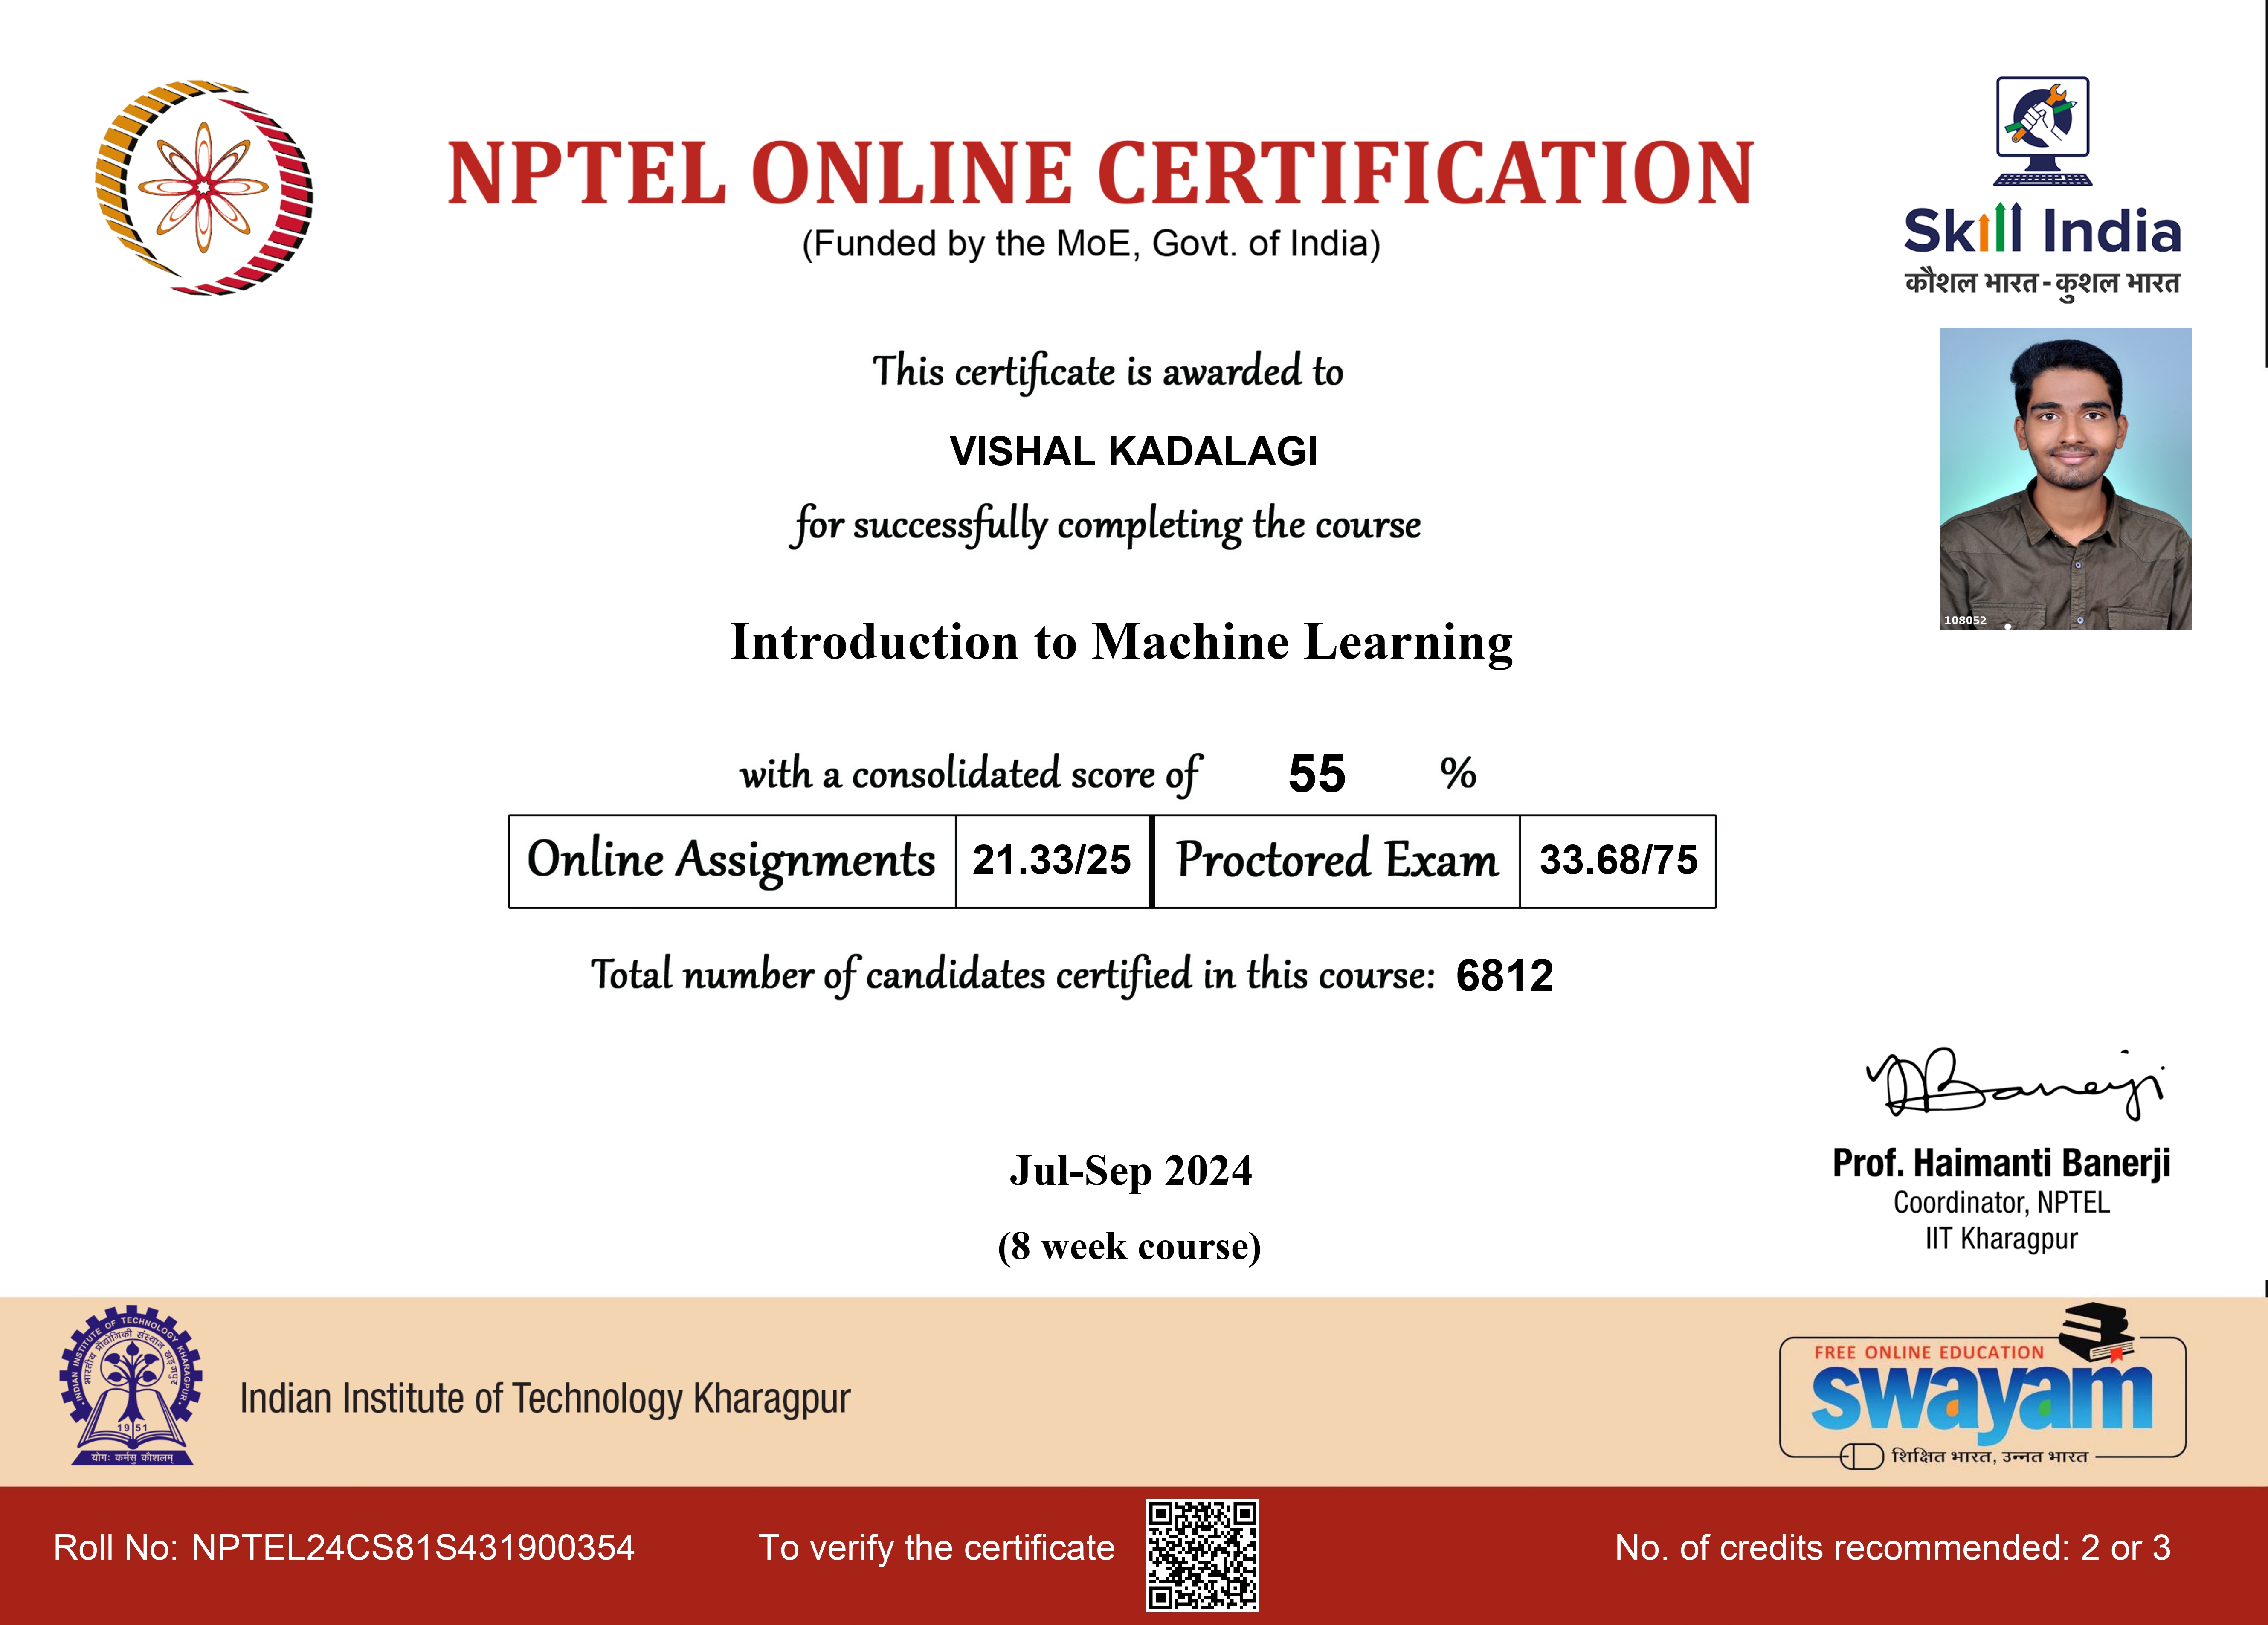 NPTEL ONLINE CERTIFICATION
(Funded by the MoE, Govt. of India)
Skill India
कौशल भारत - कुशल भारत
This certificate is awarded to
VISHAL KADALAGI
for successfully completing the course
108052
Introduction to Machine Learning
with a consolidated score of 55 %
Online Assignments 21.33/25 Proctored Exam 33.68/75
Total number of candidates certified in this course: 6812
Banerji
Prof. Haimanti Banerji
Coordinator, NPTEL
IIT Kharagpur
Jul-Sep 2024
(8 week course)
INDIAN INSTITUTE OF TECHNOLOGY KHARAGPUR
भारतीय प्रौद्योगिकी संस्थान खड़गपुर
1951
योगः कर्मसु कौशलम्
Indian Institute of Technology Kharagpur
FREE ONLINE EDUCATION
swayam
शिक्षित भारत, उन्नत भारत
Roll No: NPTEL24CS81S431900354
To verify the certificate
No. of credits recommended: 2 or 3